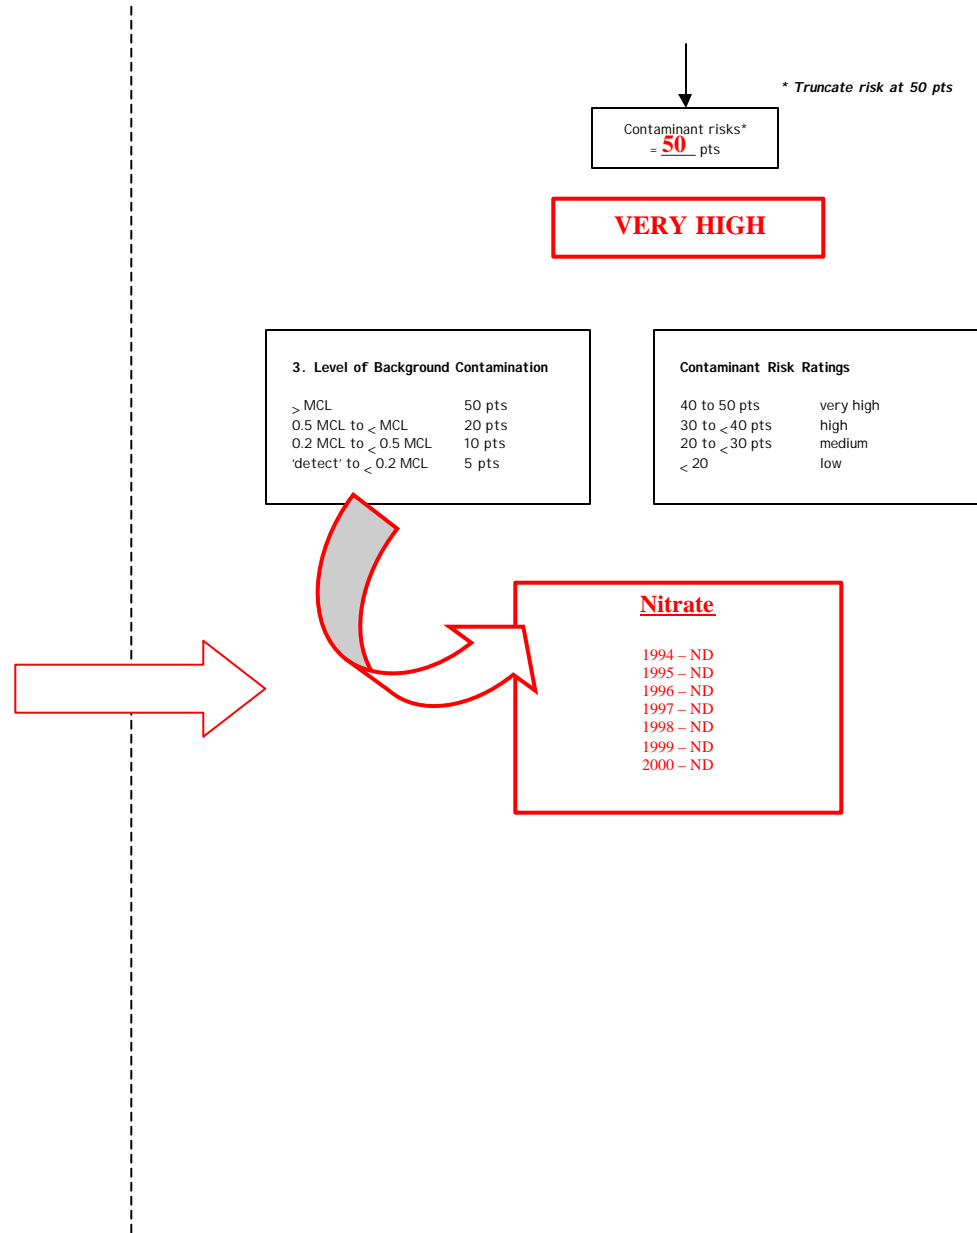 * Truncate risk at 50 pts
Contaminant risks*
= 50 pts
VERY HIGH
3. Level of Background Contamination
> MCL 50 pts
0.5 MCL to < MCL 20 pts
0.2 MCL to < 0.5 MCL 10 pts
'detect' to < 0.2 MCL 5 pts
Contaminant Risk Ratings
40 to 50 pts very high
30 to < 40 pts high
20 to < 30 pts medium
< 20 low
Nitrate
1994 – ND
1995 – ND
1996 – ND
1997 – ND
1998 – ND
1999 – ND
2000 – ND